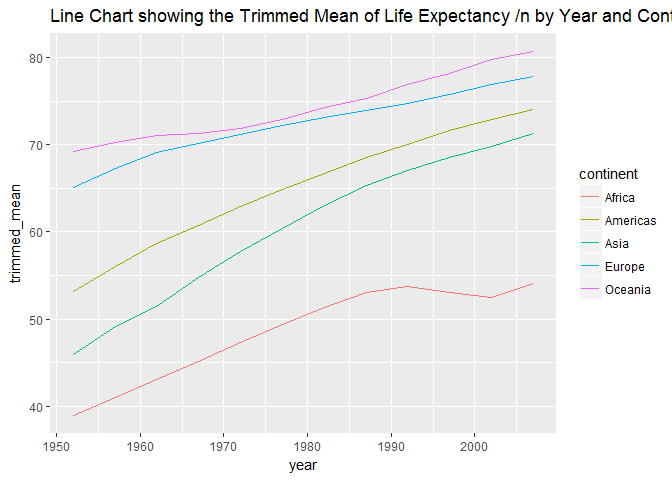 Line Chart showing the Trimmed Mean of Life Expectancy /n by Year and Cont
80
70
60
50
40
trimmed_mean
1950
1960
1970
1980
1990
2000
year
continent
Africa
Americas
Asia
Europe
Oceania